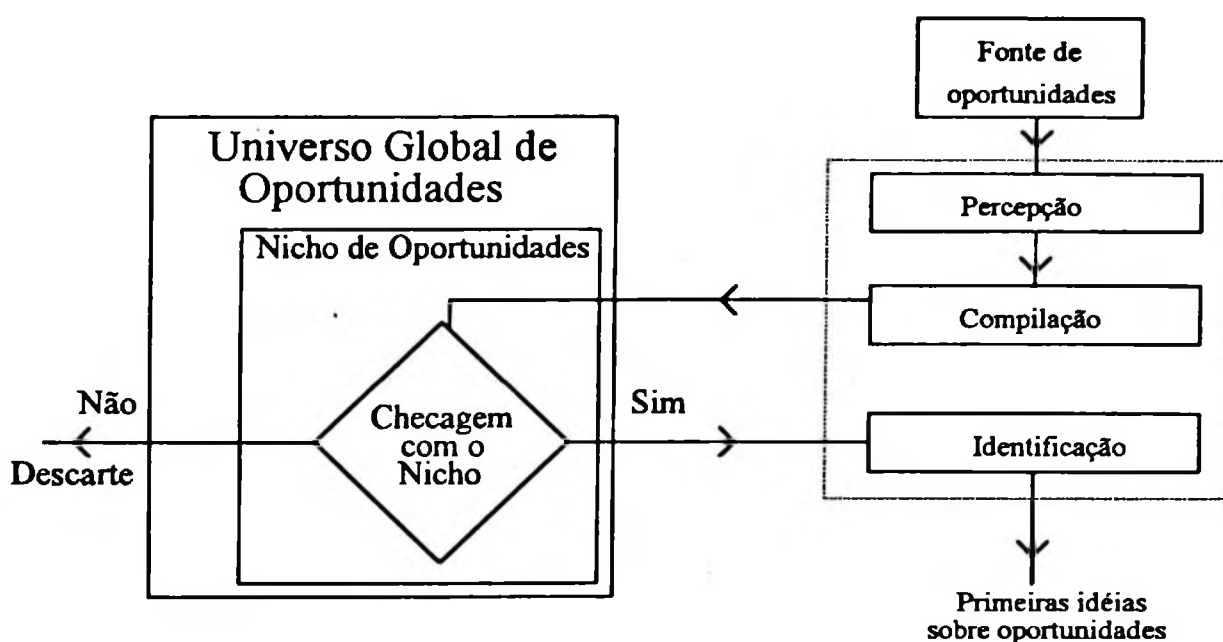 Fonte de
oportunidades
Universo Global de
Oportunidades
Percepção
Nicho de Oportunidades
Compilação
Não
Sim
Checagem
com o
Nicho
Identificação
Descarte
Primeiras idéias
sobre oportunidades